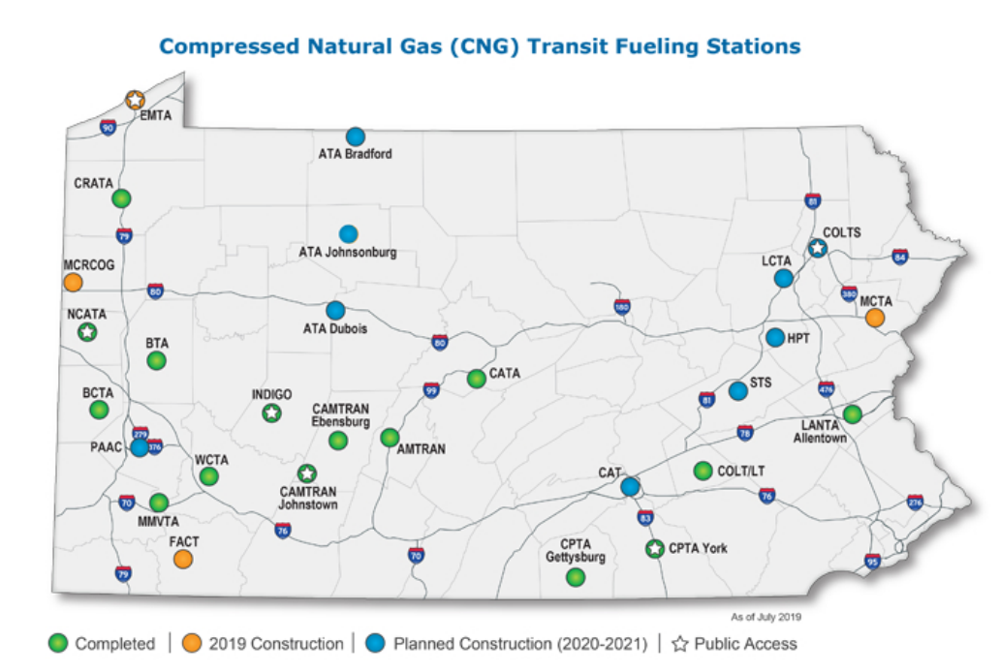 Compressed Natural Gas (CNG) Transit Fueling Stations
EMTA
90
ATA Bradford
CRATA
81
79
COLTS
ATA Johnsonburg
84
MCRCOG
LCTA
80
380
MCTA
180
NCATA
ATA Dubois
HPT
BTA
80
CATA
99
STS
476
BCTA
INDIGO
81
CAMTRAN
Ebensburg
LANTA
Allentown
279
78
PAAC
376
AMTRAN
WCTA
CAT
COLT/LT
CAMTRAN
Johnstown
76
70
276
MMVTA
83
76
FACT
CPTA
Gettysburg
CPTA York
70
95
79
As of July 2019
Completed
2019 Construction
Planned Construction (2020-2021)
Public Access